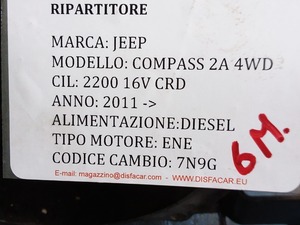 RIPARTITORE
MARCA: JEEP
MODELLO: COMPASS 2A 4WD
CIL: 2200 16V CRD
ANNO: 2011 ->
ALIMENTAZIONE:DIESEL
TIPO MOTORE: ENE
CODICE CAMBIO: 7N9G
6M.
E-mail: magazzino@disfacar.com - WWW.DISFACAR.EU